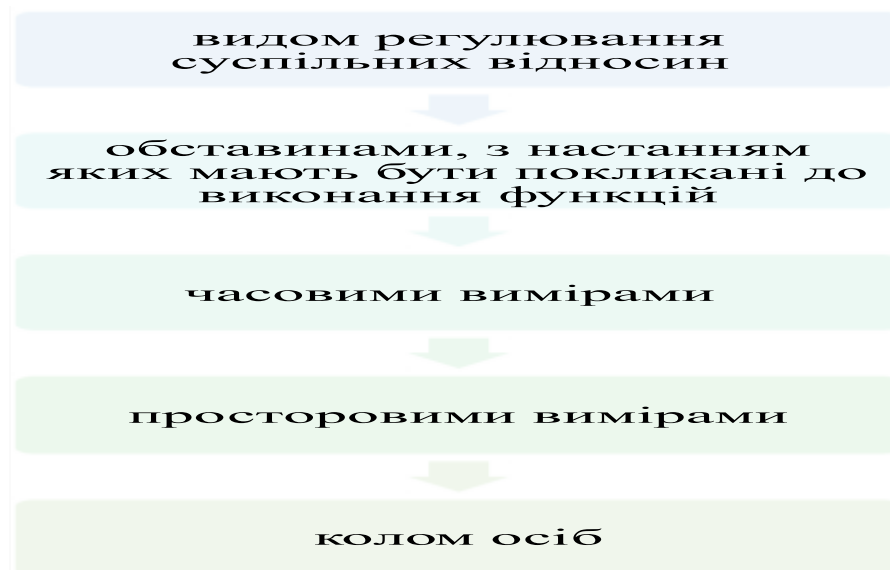 видом регулювання
суспільних відносин
обставинами, з настанням
яких мають бути покликані до
виконання функцій
часовими вимірами
просторовими вимірами
колом осіб